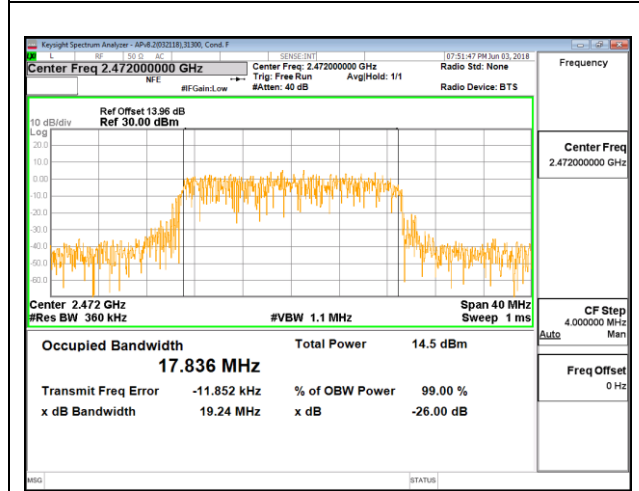 Keysight Spectrum Analyzer - APv8.2(032118),31300, Cond. F
L RF 50 Ω AC SENSE:INT 07:51:47 PM Jun 03, 2018
Center Freq 2.472000000 GHz Center Freq: 2.472000000 GHz Radio Std: None
NFE Trig: Free Run Avg|Hold: 1/1
#IFGain:Low #Atten: 40 dB Radio Device: BTS
Frequency
Ref Offset 13.96 dB
10 dB/div Ref 30.00 dBm
Log
20.0
10.0
0.00
-10.0
-20.0
-30.0
-40.0
-50.0
-60.0
Center Freq
2.472000000 GHz
Center 2.472 GHz Span 40 MHz
#Res BW 360 kHz #VBW 1.1 MHz Sweep 1 ms
CF Step
4.000000 MHz
Auto Man
Freq Offset
0 Hz
Occupied Bandwidth Total Power 14.5 dBm
17.836 MHz
Transmit Freq Error -11.852 kHz % of OBW Power 99.00 %
x dB Bandwidth 19.24 MHz x dB -26.00 dB
MSG STATUS